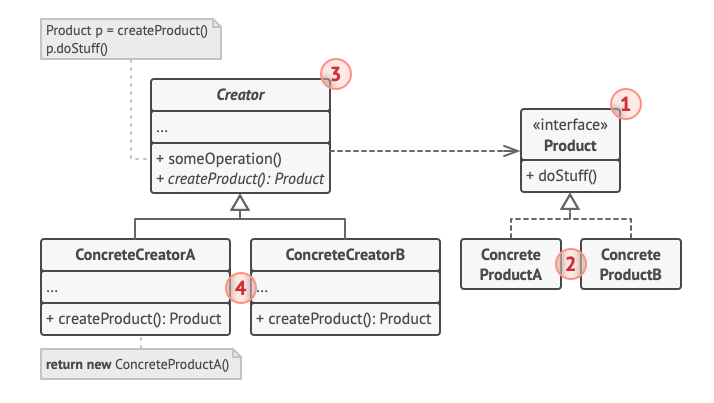 Product p = createProduct()
p.doStuff()
3
Creator
...
+ someOperation()
+ createProduct(): Product
1
«interface»
Product
+ doStuff()
ConcreteCreatorA
...
+ createProduct(): Product
ConcreteCreatorB
...
+ createProduct(): Product
4
Concrete
ProductA
2
Concrete
ProductB
return new ConcreteProductA()